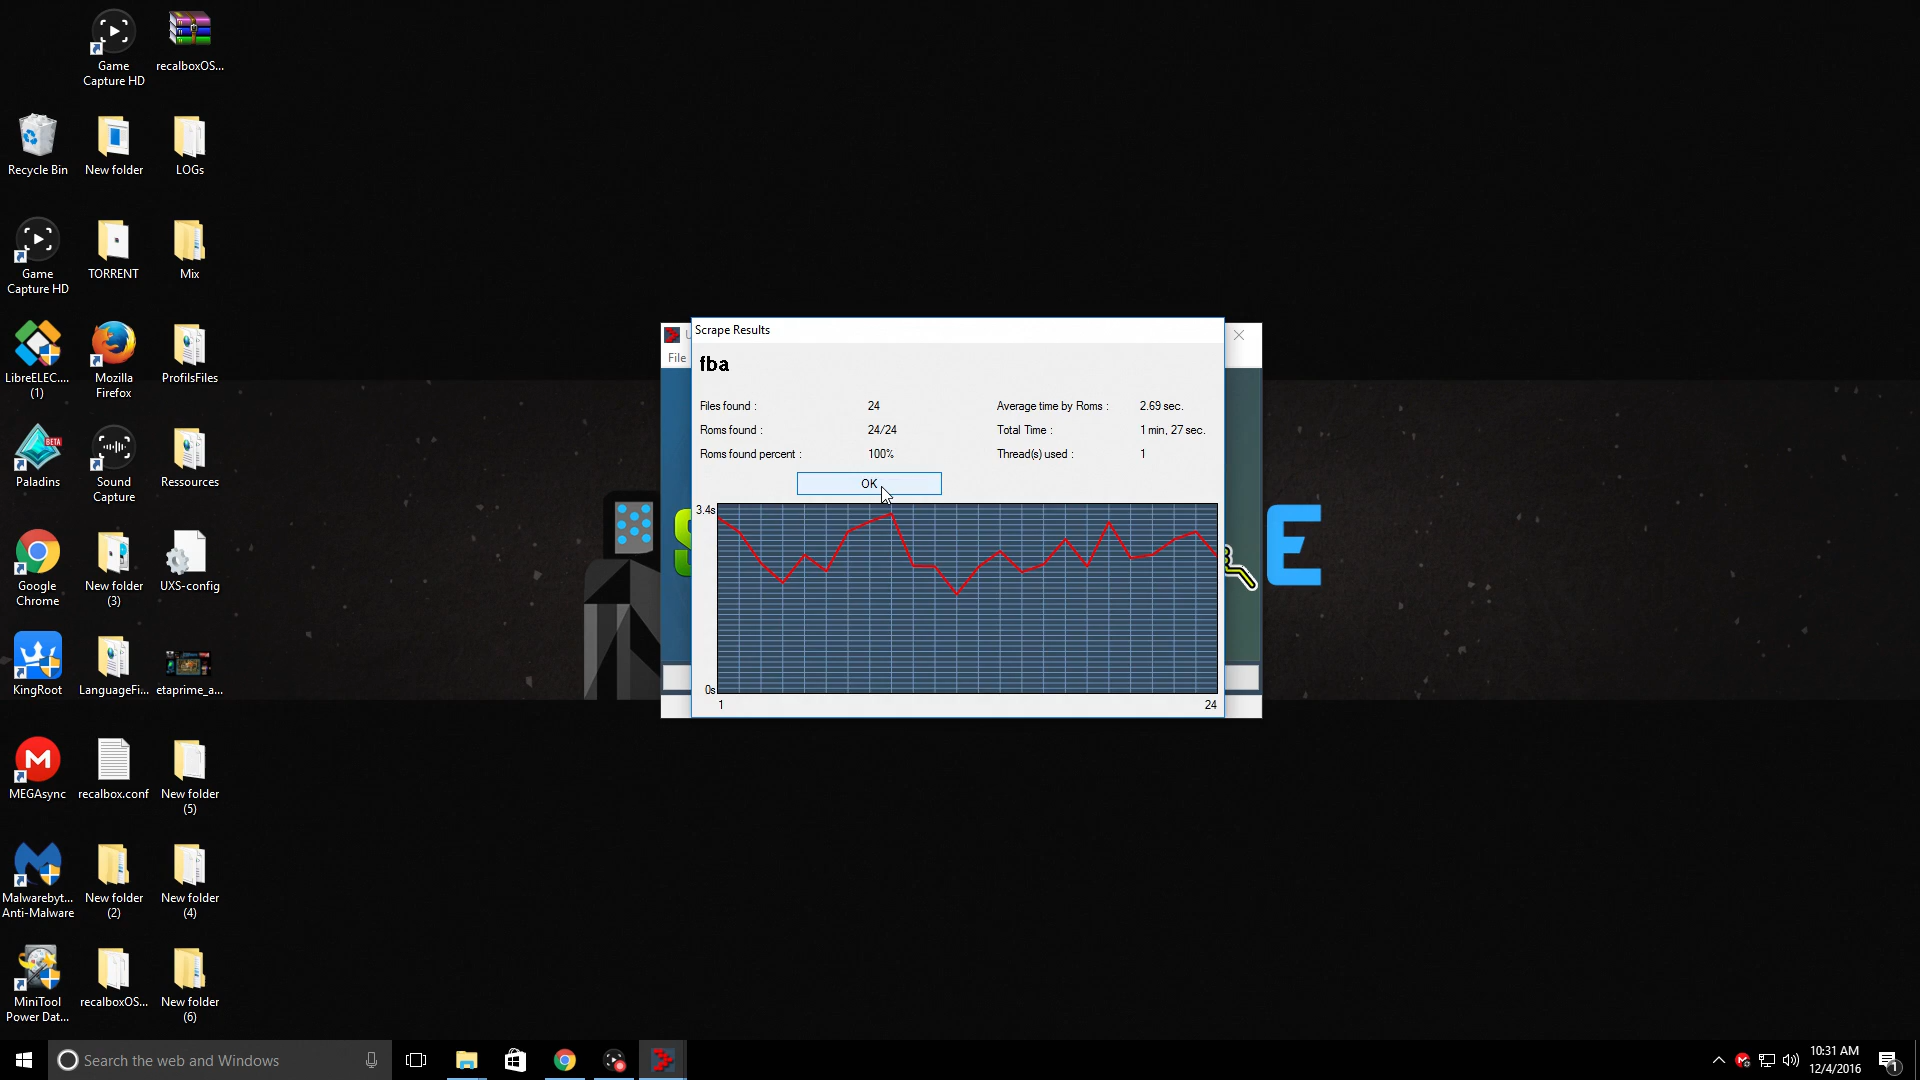 Game
Capture HD
recalboxOS...
Recycle Bin
New folder
LOGs
Game
Capture HD
TORRENT
Mix
LibreELEC....
(1)
Mozilla
Firefox
ProfilsFiles
Paladins
BETA
Sound
Capture
Ressources
Google
Chrome
New folder
(3)
UXS-config
KingRoot
LanguageFi...
etaprime_a...
MEGAsync
recalbox.conf
New folder
(5)
Malwarebyt...
Anti-Malware
New folder
(2)
New folder
(4)
MiniTool
Power Dat...
recalboxOS...
New folder
(6)
File
Scrape Results
fba
Files found : 24
Average time by Roms : 2.69 sec.
Roms found : 24/24
Total Time : 1 min, 27 sec.
Roms found percent : 100%
Thread(s) used : 1
OK
3.4s
0s
1
24
E
Search the web and Windows
10:31 AM
12/4/2016
1